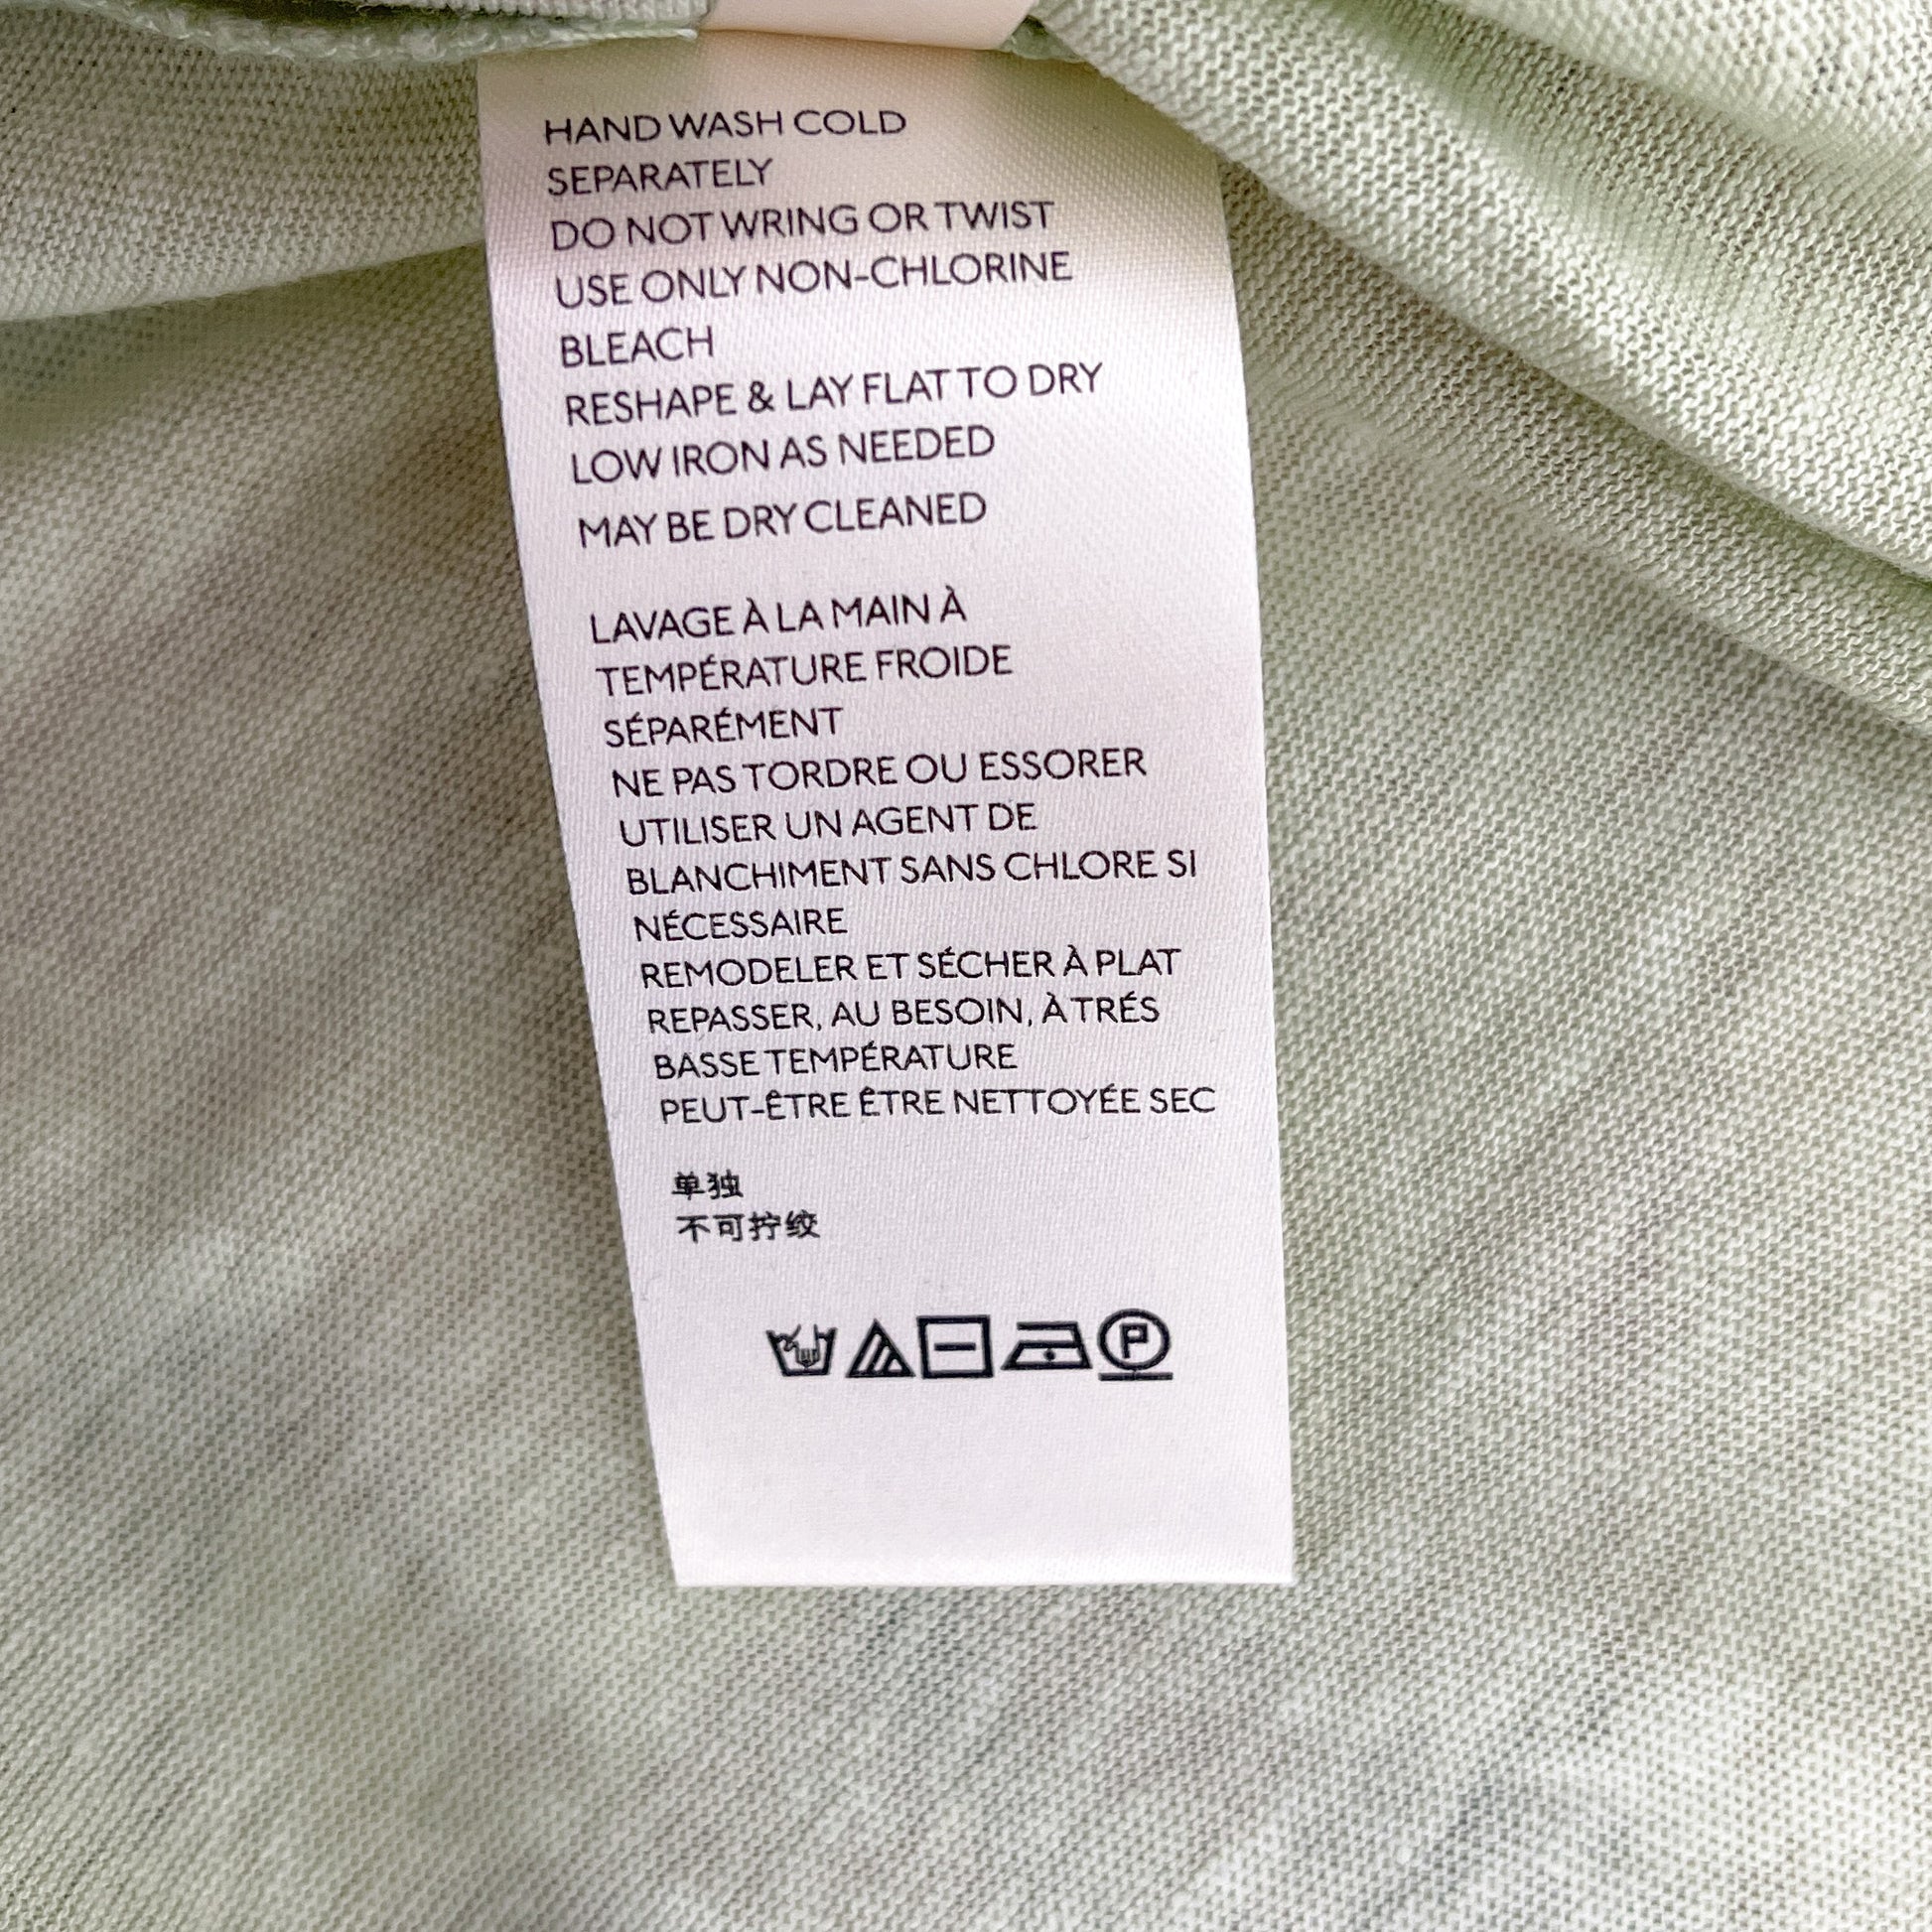 HAND WASH COLD
SEPARATELY
DO NOT WRING OR TWIST
USE ONLY NON-CHLORINE
BLEACH
RESHAPE & LAY FLAT TO DRY
LOW IRON AS NEEDED
MAY BE DRY CLEANED
LAVAGE À LA MAIN À
TEMPÉRATURE FROIDE
SÉPARÉMENT
NE PAS TORDRE OU ESSORER
UTILISER UN AGENT DE
BLANCHIMENT SANS CHLORE SI
NÉCESSAIRE
REMODELER ET SÉCHER À PLAT
REPASSER, AU BESOIN, À TRÉS
BASSE TEMPÉRATURE
PEUT-ÊTRE ÊTRE NETTOYÉE SEC
单独
不可拧绞
P